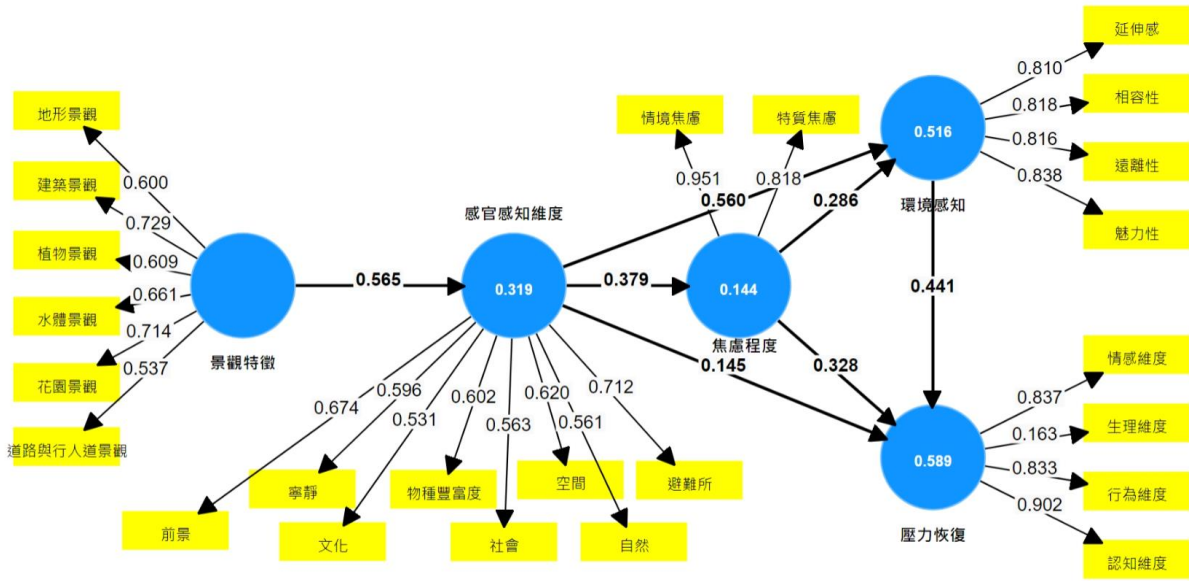 地形景觀
建築景觀
植物景觀
水體景觀
花園景觀
道路與行人道景觀
0.600
0.729
0.609
0.661
0.714
0.537
景觀特徵
0.565
感官感知維度
0.319
0.674
0.596
0.531
0.602
0.563
0.620
0.561
0.712
前景
寧靜
文化
物種豐富度
社會
空間
自然
避難所
0.560
0.379
0.145
情境焦慮
特質焦慮
0.951
0.818
0.144
焦慮程度
0.286
0.328
0.516
環境感知
0.810
0.818
0.816
0.838
延伸感
相容性
遠離性
魅力性
0.441
0.589
壓力恢復
0.837
0.163
0.833
0.902
情感維度
生理維度
行為維度
認知維度